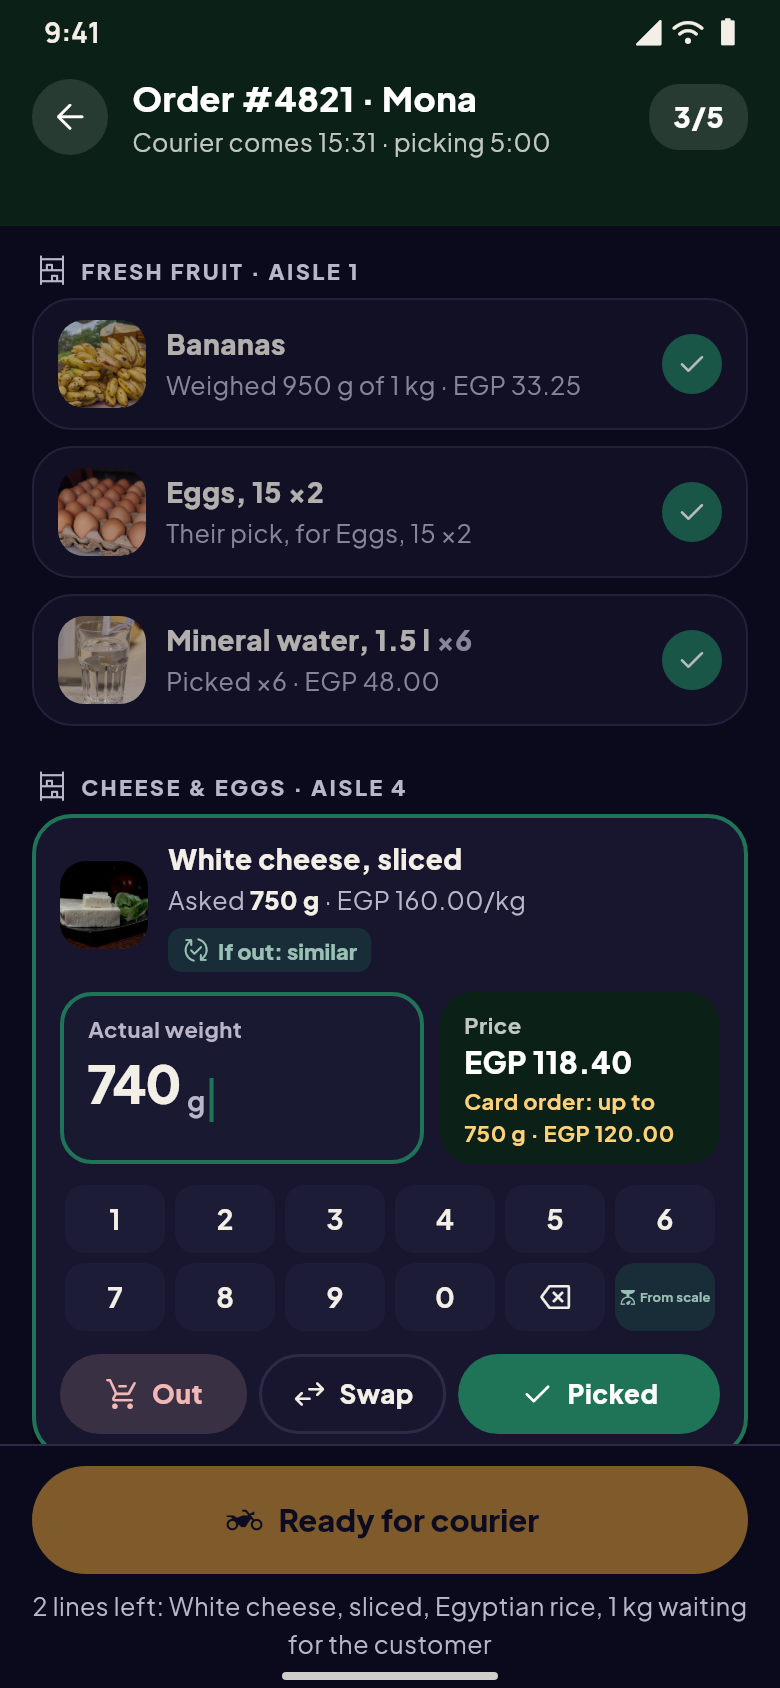 9:41
Order #4821 · Mona
Courier comes 15:31 · picking 5:00
3/5
FRESH FRUIT · AISLE 1
Bananas
Weighed 950 g of 1 kg · EGP 33.25
Eggs, 15 ×2
Their pick, for Eggs, 15 ×2
Mineral water, 1.5 l ×6
Picked ×6 · EGP 48.00
CHEESE & EGGS · AISLE 4
White cheese, sliced
Asked 750 g · EGP 160.00/kg
If out: similar
Actual weight
740 g
Price
EGP 118.40
Card order: up to
750 g · EGP 120.00
1 2 3 4 5 6
7 8 9 0 From scale
Out Swap Picked
Ready for courier
2 lines left: White cheese, sliced, Egyptian rice, 1 kg waiting
for the customer